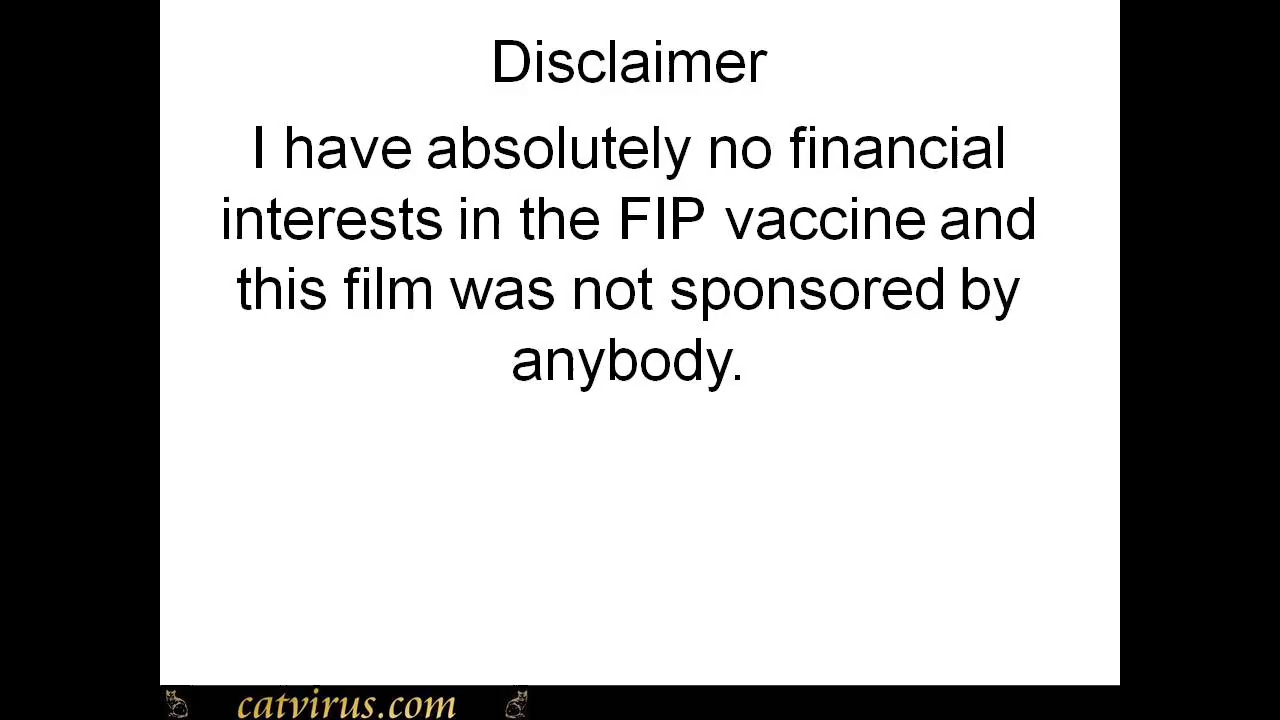 Disclaimer
I have absolutely no financial
interests in the FIP vaccine and
this film was not sponsored by
anybody.
catvirus.com